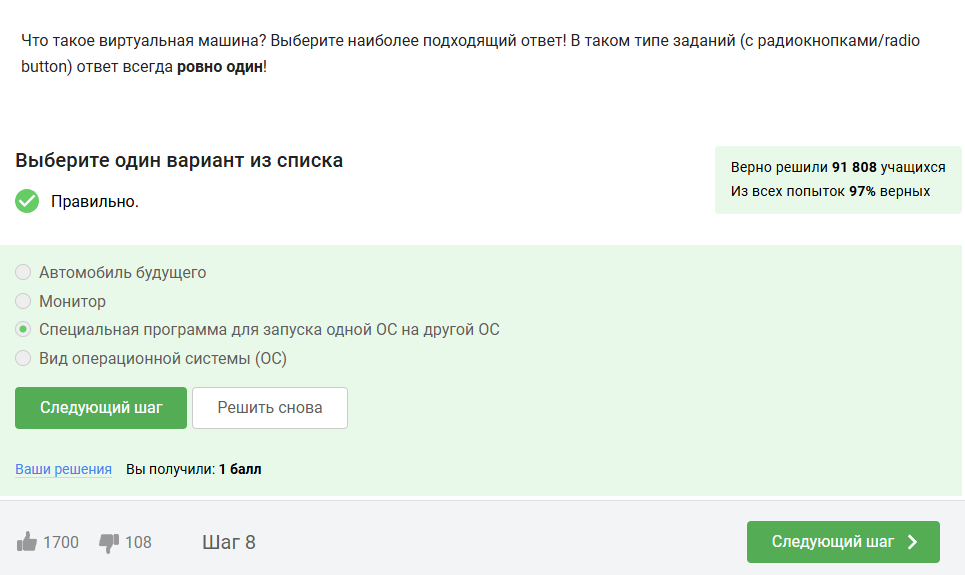 Что такое виртуальная машина? Выберите наиболее подходящий ответ! В таком типе заданий (с радиокнопками/radio
button) ответ всегда ровно один!
Выберите один вариант из списка
Правильно.
Верно решили 91 808 учащихся
Из всех попыток 97% верных
Автомобиль будущего
Монитор
Специальная программа для запуска одной ОС на другой ОС
Вид операционной системы (ОС)
Следующий шаг
Решить снова
Ваши решения Вы получили: 1 балл
1700 108 Шаг 8 Следующий шаг